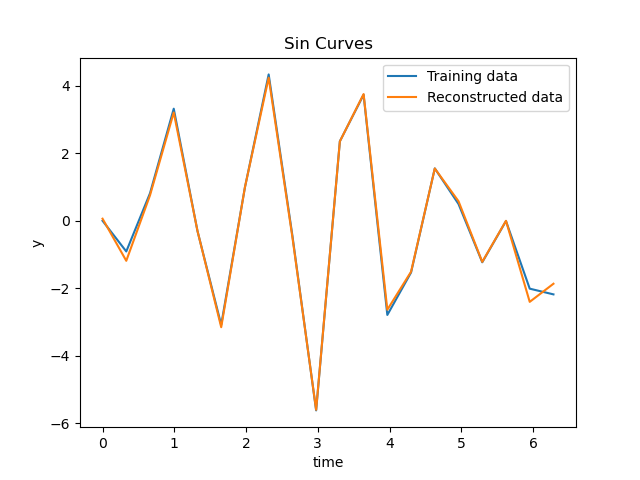 Sin Curves
Training data
Reconstructed data
4
2
0
−2
−4
−6
y
0 1 2 3 4 5 6
time